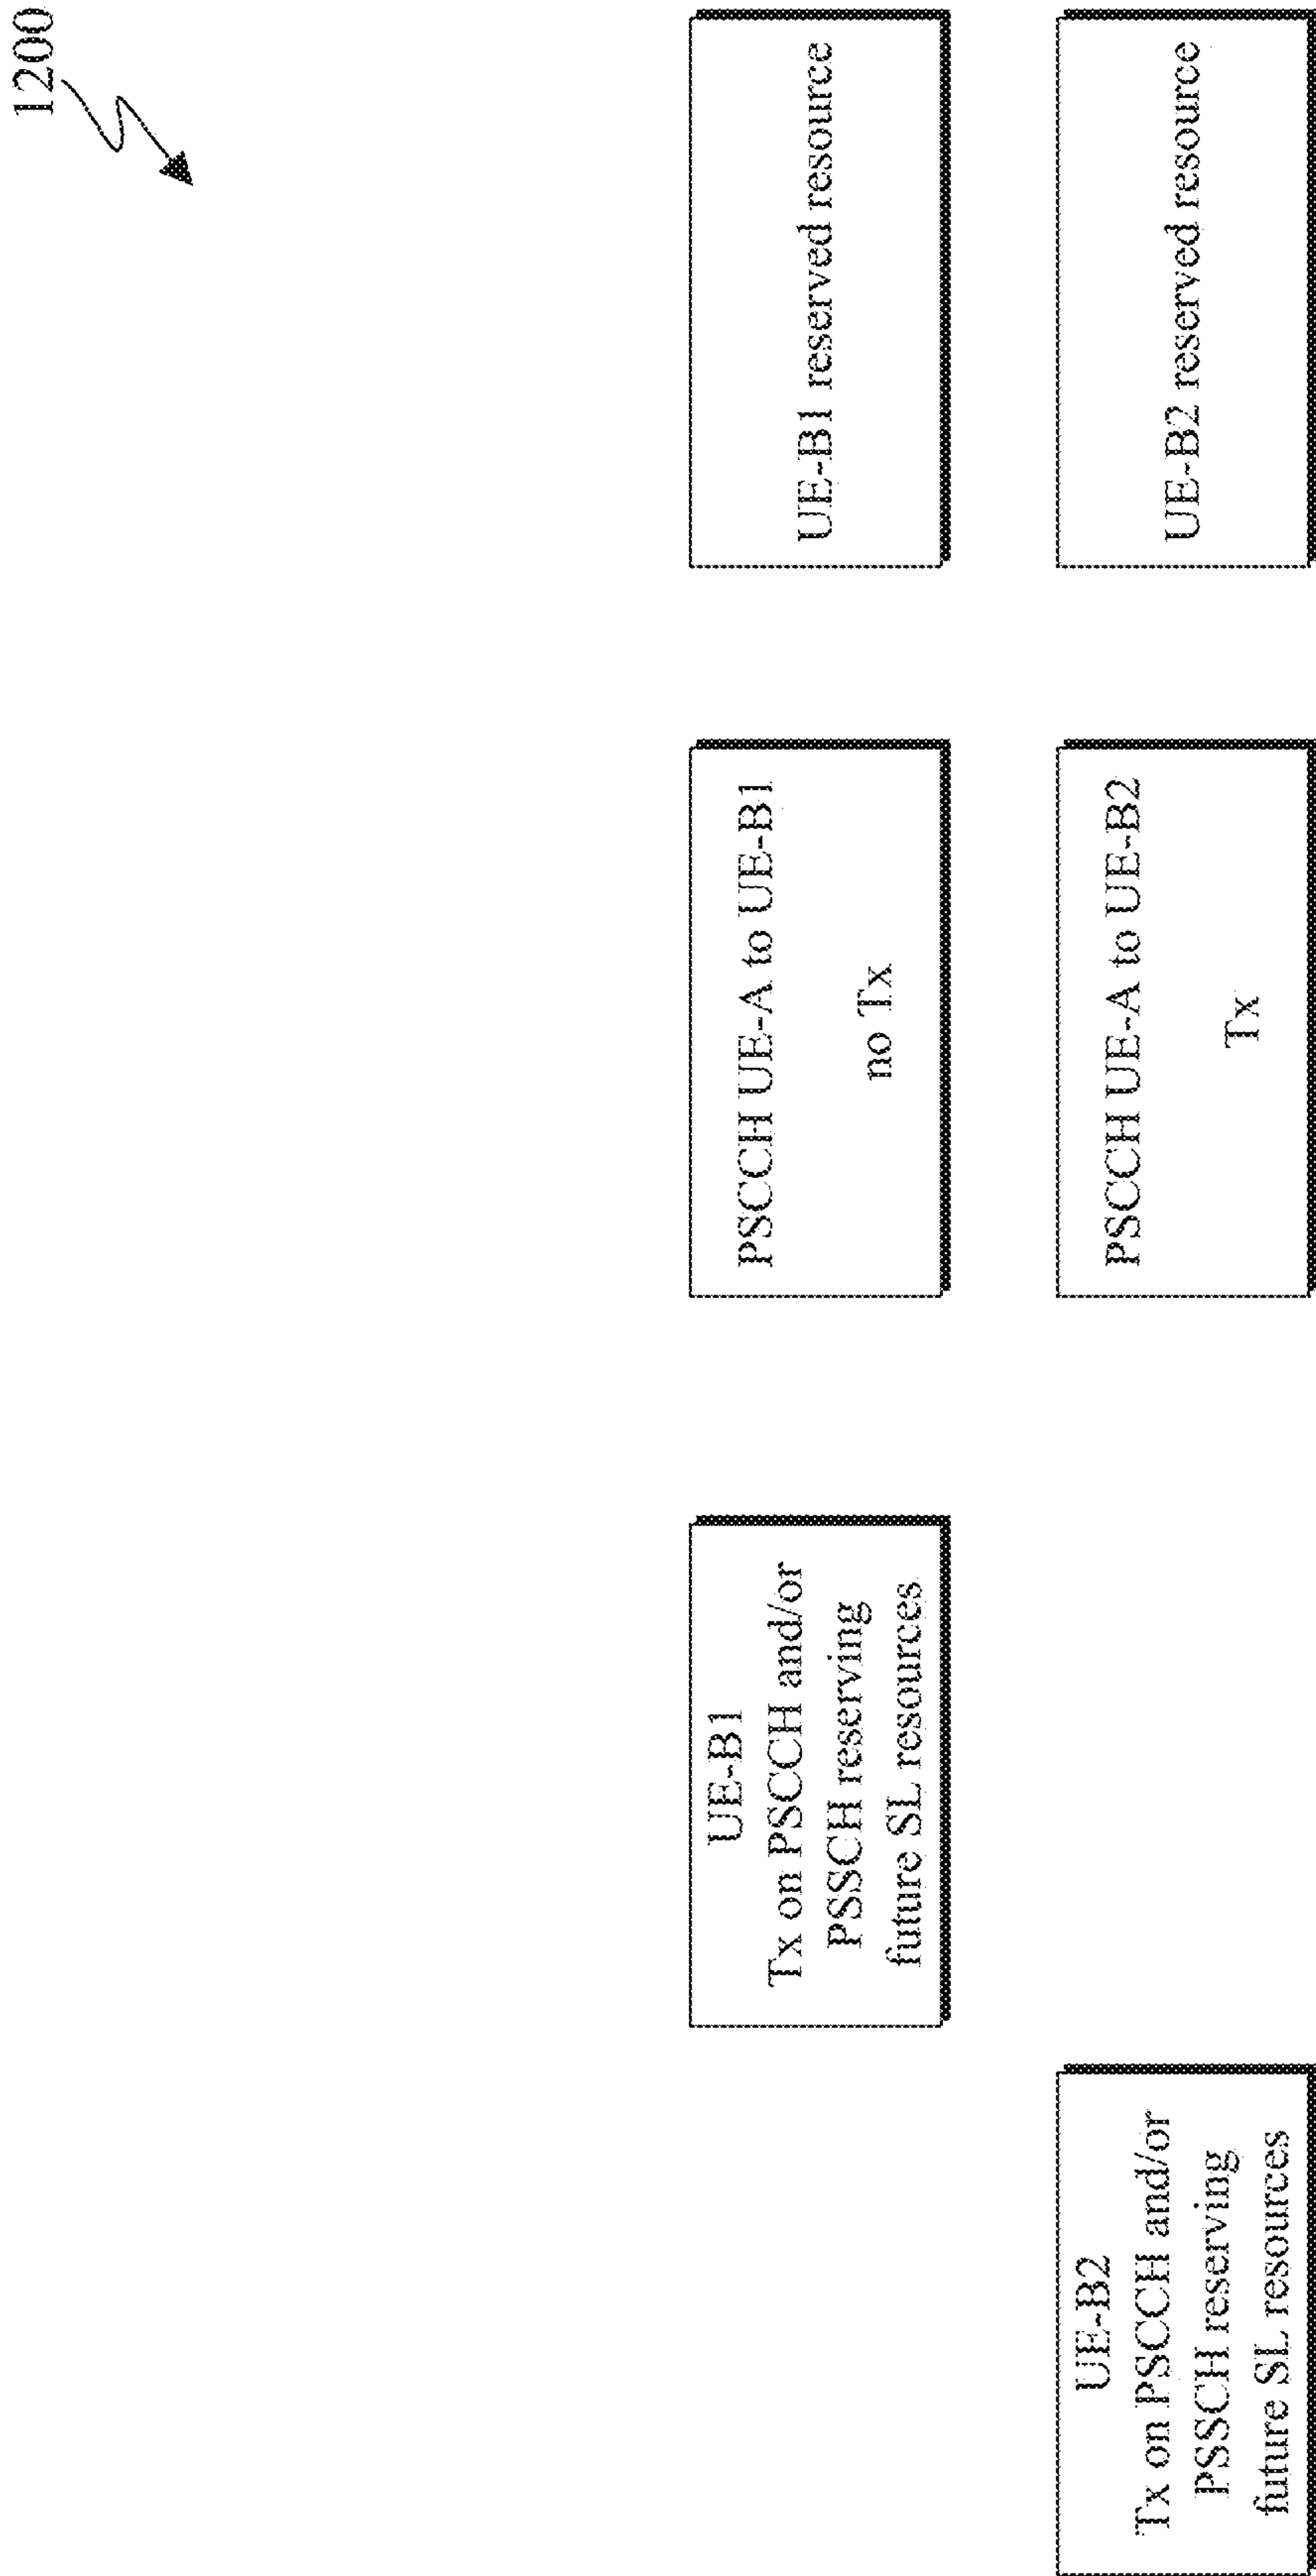 1200
UE-B1
Tx on PSCCH and/or
PSSCH reserving
future SL resources
PSCCH UE-A to UE-B1
no Tx
UE-B1 reserved resource
UE-B2
Tx on PSCCH and/or
PSSCH reserving
future SL resources
PSCCH UE-A to UE-B2
Tx
UE-B2 reserved resource